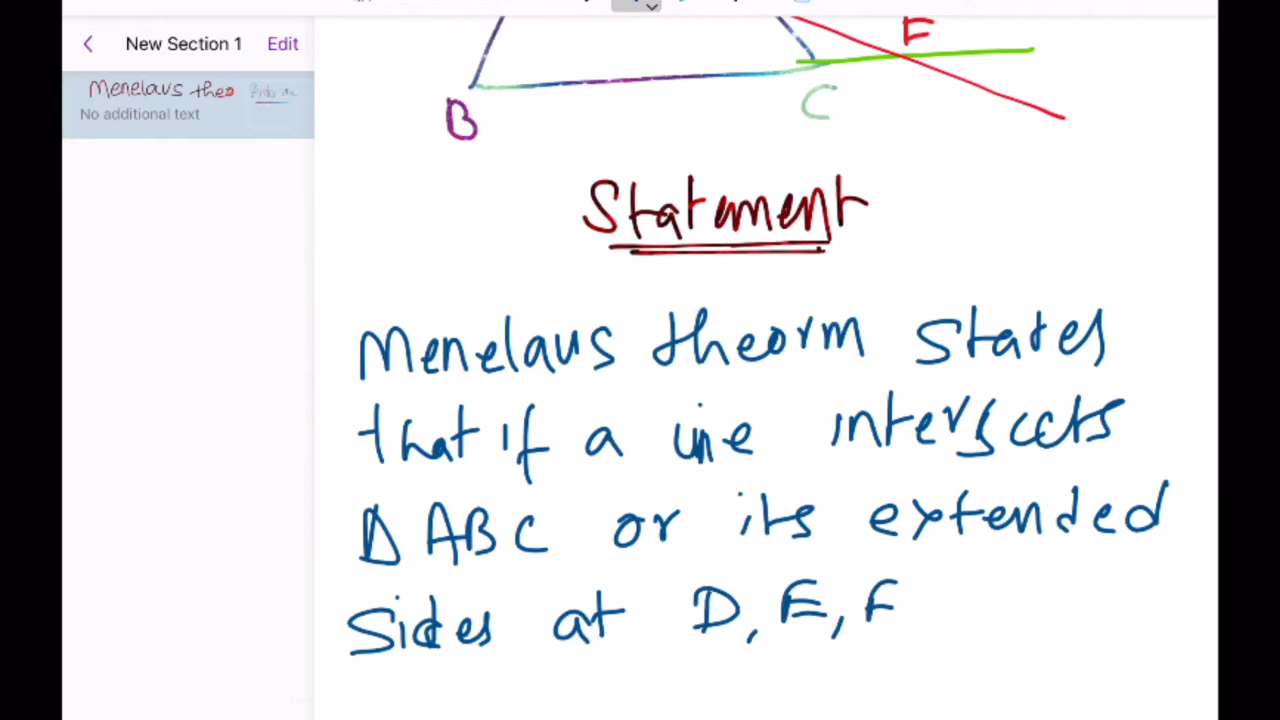 New Section 1 Edit
Menelaus theo
No additional text
F
B
C
Statement
Menelaus theorm States
that if a line intersects
Δ ABC or its extended
Sides at D, E, F